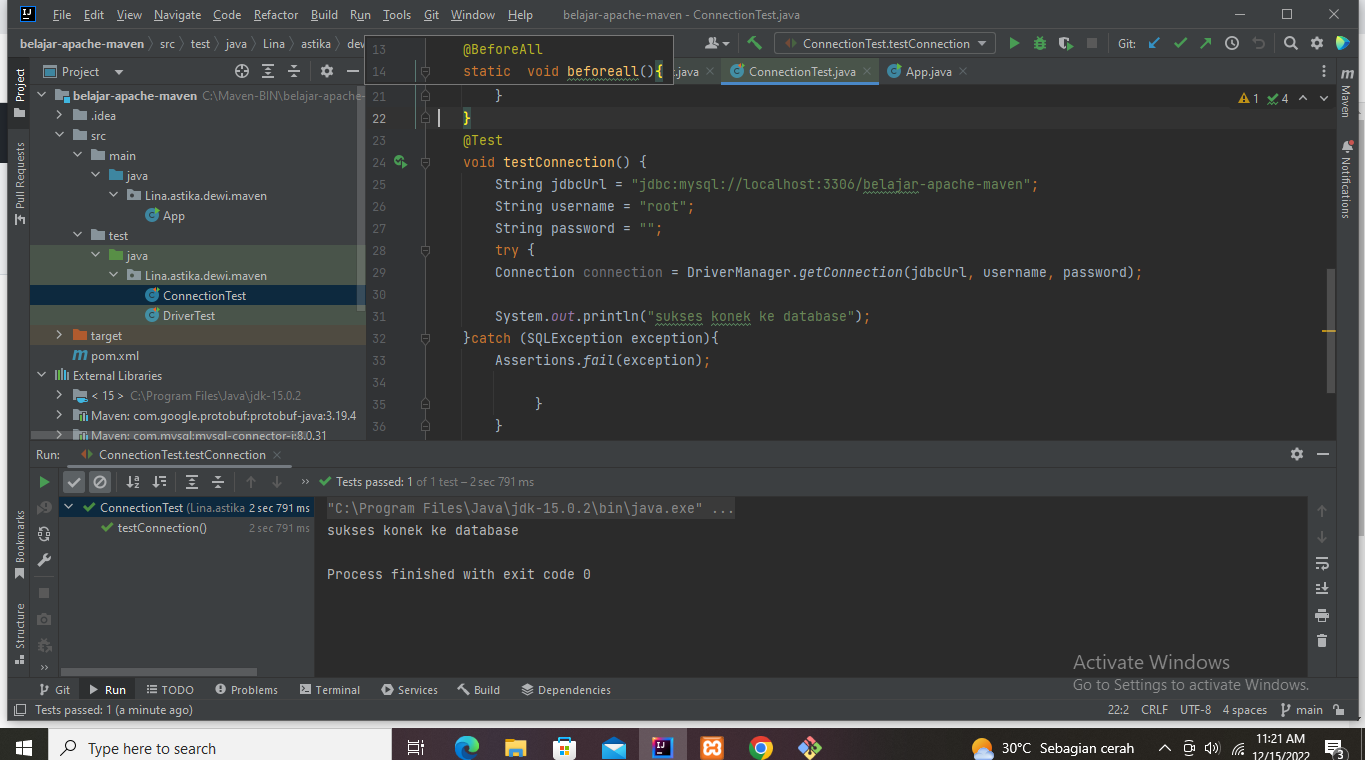 File Edit View Navigate Code Refactor Build Run Tools Git Window Help belajar-apache-maven - ConnectionTest.java
belajar-apache-maven src test java Lina astika dev ConnectionTest.testConnection Git:
Project
.java ConnectionTest.java App.java
13 @BeforeAll
14 static void beforeall(){
21 }
22 }
23 @Test
24 void testConnection() {
25 String jdbcUrl = "jdbc:mysql://localhost:3306/belajar-apache-maven";
26 String username = "root";
27 String password = "";
28 try {
29 Connection connection = DriverManager.getConnection(jdbcUrl, username, password);
30
31 System.out.println("sukses konek ke database");
32 }catch (SQLException exception){
33 Assertions.fail(exception);
34
35 }
36 }
1 4
belajar-apache-maven C:\Maven-BIN\belajar-apache-
.idea
src
main
java
Lina.astika.dewi.maven
App
test
java
Lina.astika.dewi.maven
ConnectionTest
DriverTest
target
pom.xml
External Libraries
< 15 > C:\Program Files\Java\jdk-15.0.2
Maven: com.google.protobuf:protobuf-java:3.19.4
Maven: com.mysql:mysql-connector-j:8.0.31
Project
Pull Requests
Bookmarks
Structure
Maven
Notifications
Run: ConnectionTest.testConnection
Tests passed: 1 of 1 test – 2 sec 791 ms
ConnectionTest (Lina.astika 2 sec 791 ms
testConnection() 2 sec 791 ms
"C:\Program Files\Java\jdk-15.0.2\bin\java.exe" ...
sukses konek ke database
Process finished with exit code 0
Activate Windows
Go to Settings to activate Windows.
Git Run TODO Problems Terminal Services Build Dependencies
Tests passed: 1 (a minute ago) 22:2 CRLF UTF-8 4 spaces main
Type here to search 30°C Sebagian cerah 11:21 AM
12/15/2022 3